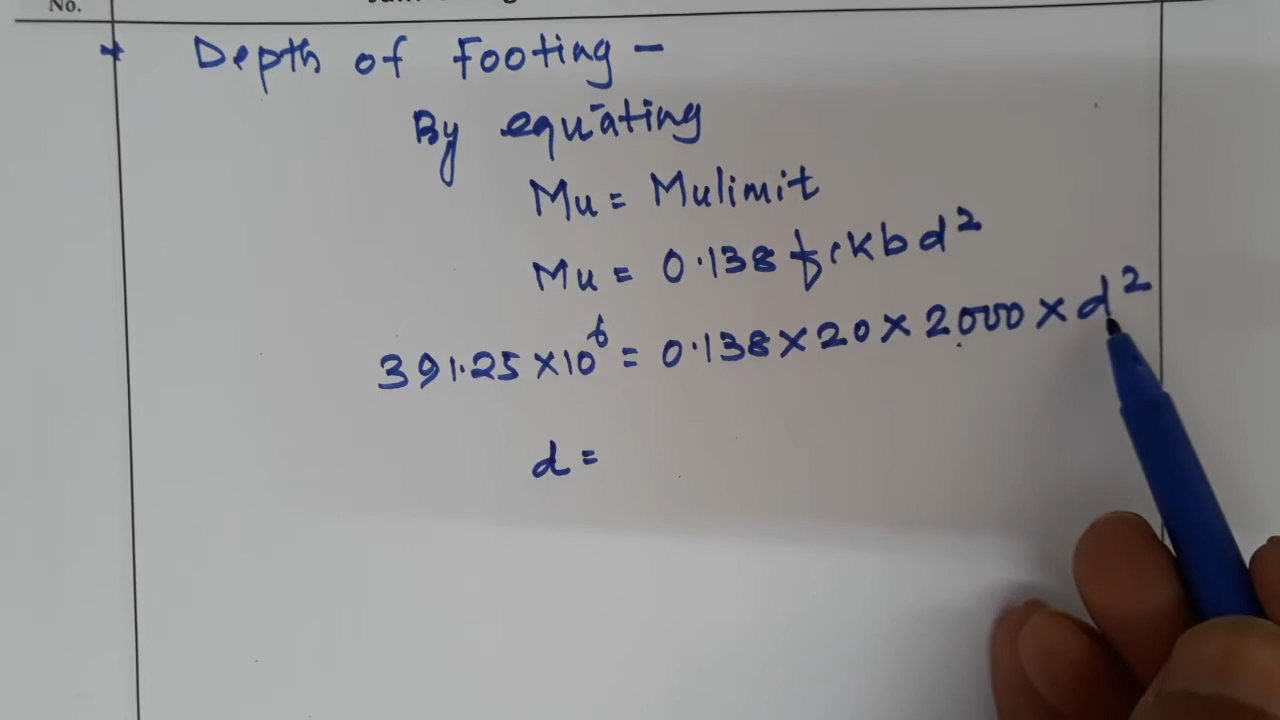 No.
* Depth of Footing -
By equating
Mu = Mulimit
Mu = 0.138 fck b d²
391.25 × 10⁶ = 0.138 × 20 × 2000 × d²
d =